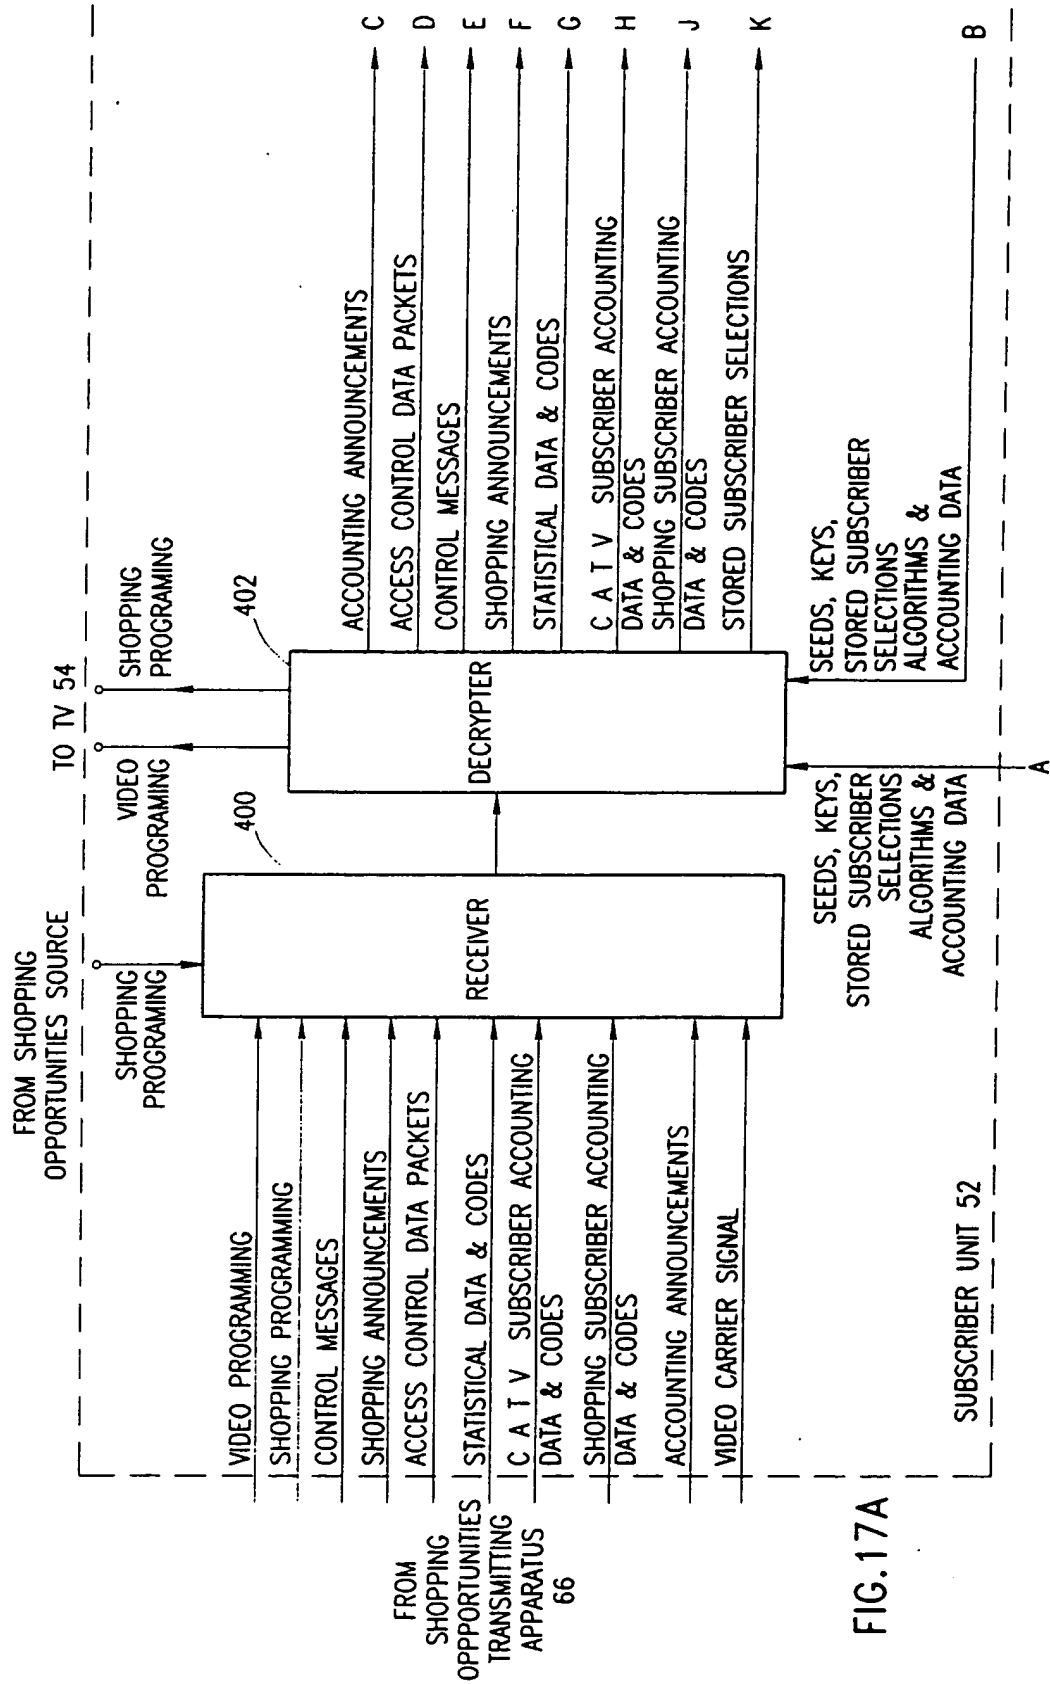 FROM SHOPPING
OPPORTUNITIES SOURCE
SHOPPING
PROGRAMING
TO TV 54
VIDEO
PROGRAMING
SHOPPING
PROGRAMING
400
402
FROM
SHOPPING
OPPPORTUNITIES
TRANSMITTING
APPARATUS
66
VIDEO PROGRAMMING
SHOPPING PROGRAMMING
CONTROL MESSAGES
SHOPPING ANNOUNCEMENTS
ACCESS CONTROL DATA PACKETS
STATISTICAL DATA & CODES
C A T V SUBSCRIBER ACCOUNTING
DATA & CODES
SHOPPING SUBSCRIBER ACCOUNTING
DATA & CODES
ACCOUNTING ANNOUNCEMENTS
VIDEO CARRIER SIGNAL
RECEIVER
DECRYPTER
ACCOUNTING ANNOUNCEMENTS
C
ACCESS CONTROL DATA PACKETS
D
CONTROL MESSAGES
E
SHOPPING ANNOUNCEMENTS
F
STATISTICAL DATA & CODES
G
C A T V SUBSCRIBER ACCOUNTING
DATA & CODES
H
SHOPPING SUBSCRIBER ACCOUNTING
DATA & CODES
J
STORED SUBSCRIBER SELECTIONS
K
SEEDS, KEYS,
STORED SUBSCRIBER
SELECTIONS
ALGORITHMS &
ACCOUNTING DATA
A
SEEDS, KEYS,
STORED SUBSCRIBER
SELECTIONS
ALGORITHMS &
ACCOUNTING DATA
B
SUBSCRIBER UNIT 52
FIG.17A